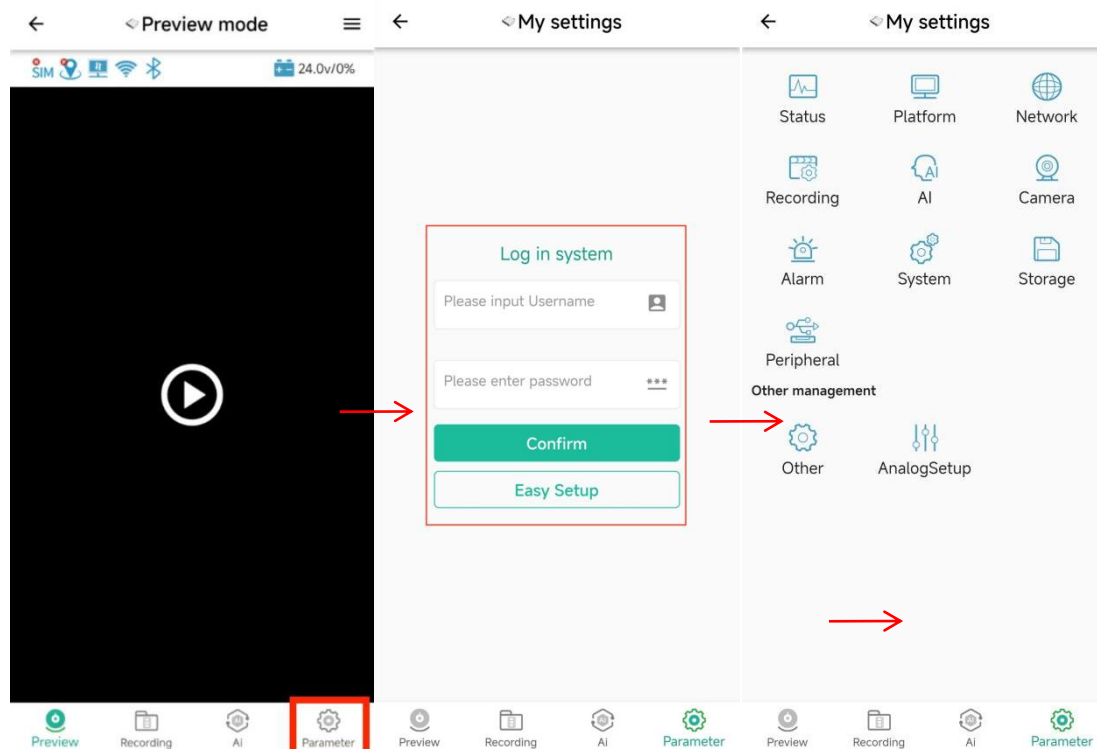 Preview mode
SIM
24.0v/0%
Preview
Recording
Ai
Parameter
My settings
Log in system
Please input Username
Please enter password
***
Confirm
Easy Setup
Preview
Recording
Ai
Parameter
My settings
Status
Platform
Network
Recording
AI
AI
Camera
Alarm
System
Storage
Peripheral
Other management
Other
AnalogSetup
Preview
Recording
Ai
Parameter